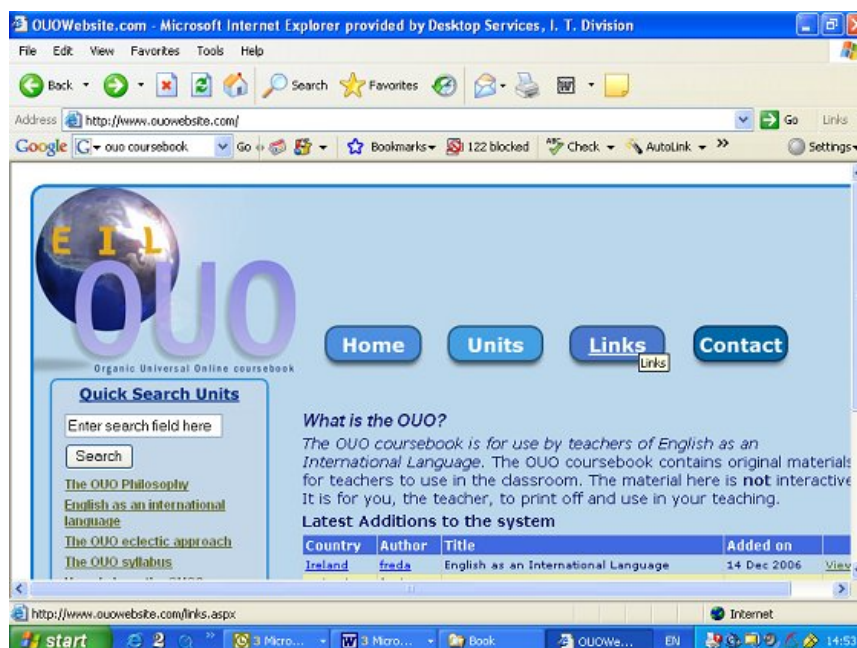 OUOWebsite.com - Microsoft Internet Explorer provided by Desktop Services, I. T. Division
File Edit View Favorites Tools Help
Back Search Favorites
Address http://www.ouowebsite.com/ Go Links
Google G ouo coursebook Go Bookmarks 122 blocked Check AutoLink Settings
EIL
OUO
Organic Universal Online coursebook
Home Units Links Contact
Links
Quick Search Units
Enter search field here
Search
The OUO Philosophy
English as an international
language
The OUO eclectic approach
The OUO syllabus
What is the OUO?
The OUO coursebook is for use by teachers of English as an
International Language. The OUO coursebook contains original materials
for teachers to use in the classroom. The material here is not interactive
It is for you, the teacher, to print off and use in your teaching.
Latest Additions to the system
Country Author Title Added on
Ireland freda English as an International Language 14 Dec 2006 View
http://www.ouowebsite.com/links.aspx Internet
start 2 3 Micro... 3 Micro... Book OUOWe... EN 14:53